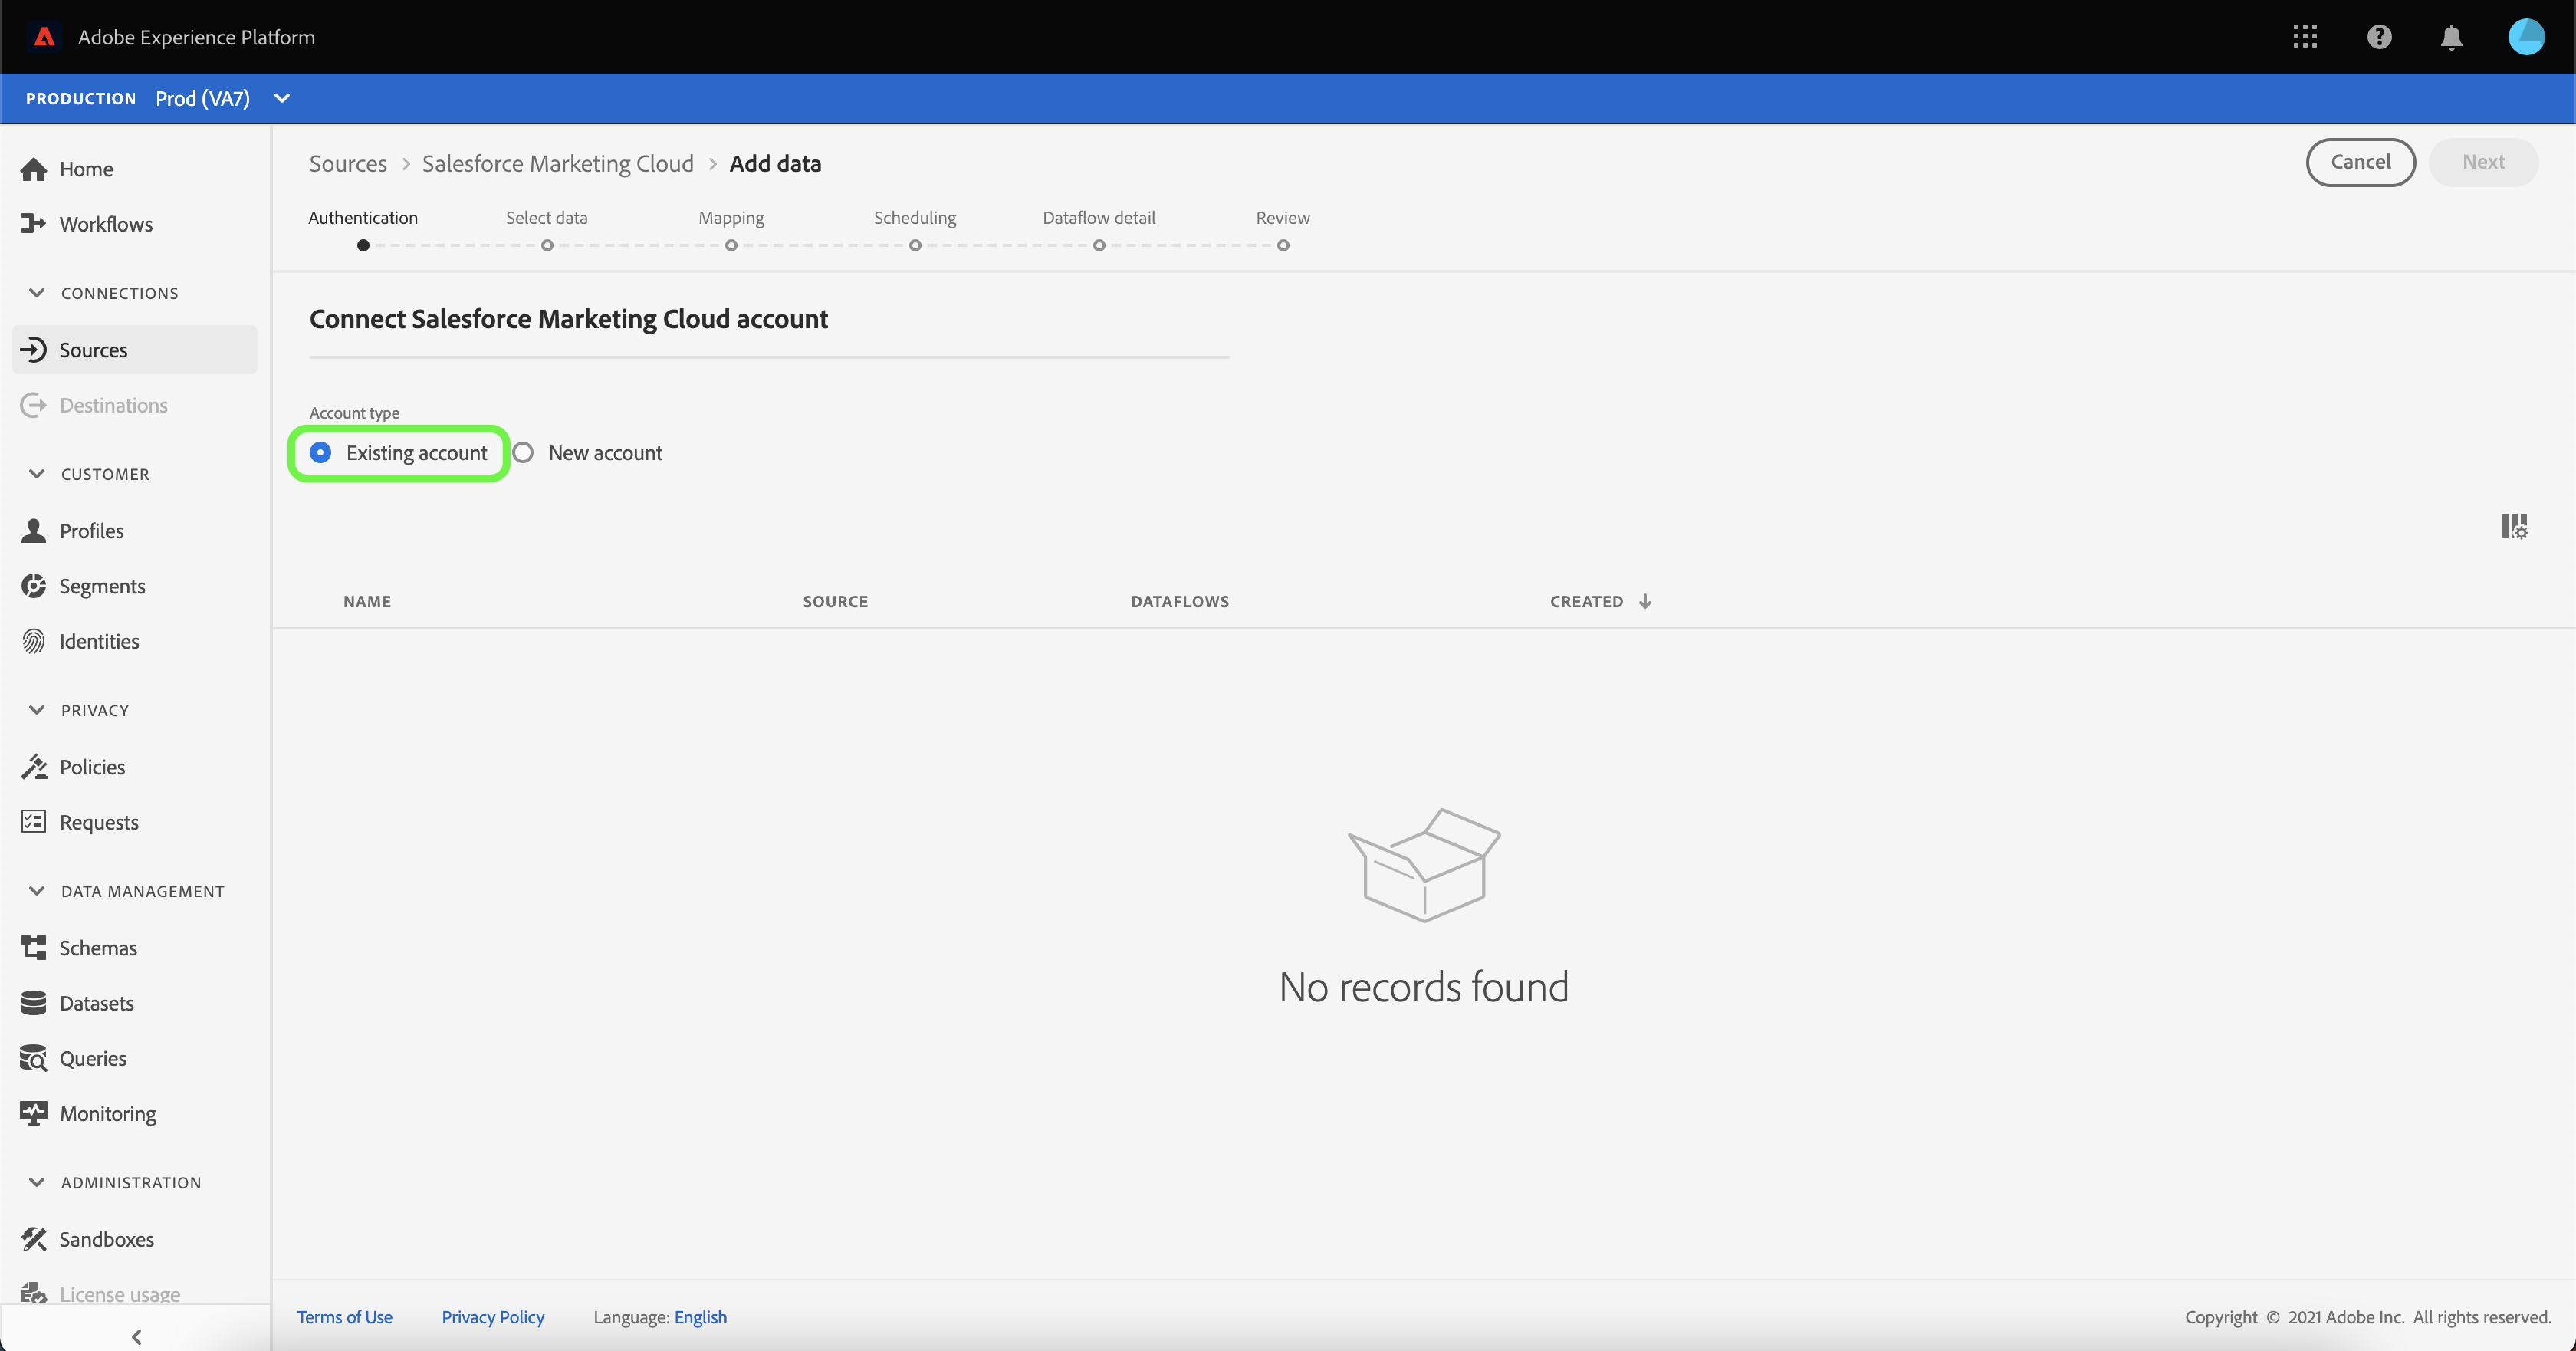 Adobe Experience Platform
PRODUCTION Prod (VA7)
Home
Workflows
CONNECTIONS
Sources
Destinations
CUSTOMER
Profiles
Segments
Identities
PRIVACY
Policies
Requests
DATA MANAGEMENT
Schemas
Datasets
Queries
Monitoring
ADMINISTRATION
Sandboxes
License usage
Sources > Salesforce Marketing Cloud > Add data
Cancel Next
Authentication Select data Mapping Scheduling Dataflow detail Review
Connect Salesforce Marketing Cloud account
Account type
Existing account New account
NAME SOURCE DATAFLOWS CREATED ↓
No records found
Terms of Use Privacy Policy Language: English Copyright © 2021 Adobe Inc. All rights reserved.